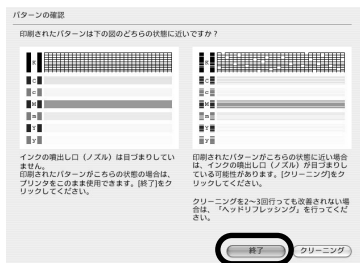 パターンの確認
印刷されたパターンは下の図のどちらの状態に近いですか?
K
C
c
M
m
Y
y
インクの噴出し口(ノズル)は目づまりしてい
ません。
印刷されたパターンがこちらの状態の場合は、
プリンタをこのまま使用できます。[終了]をク
リックしてください。
K
C
c
M
m
Y
y
印刷されたパターンがこちらの状態に近い場合
は、インクの噴出し口(ノズル)が目づまりし
ている可能性があります。[クリーニング]をク
リックしてください。
クリーニングを2〜3回行っても改善されない場
合は、「ヘッドリフレッシング」を行ってくだ
さい。
終了
クリーニング